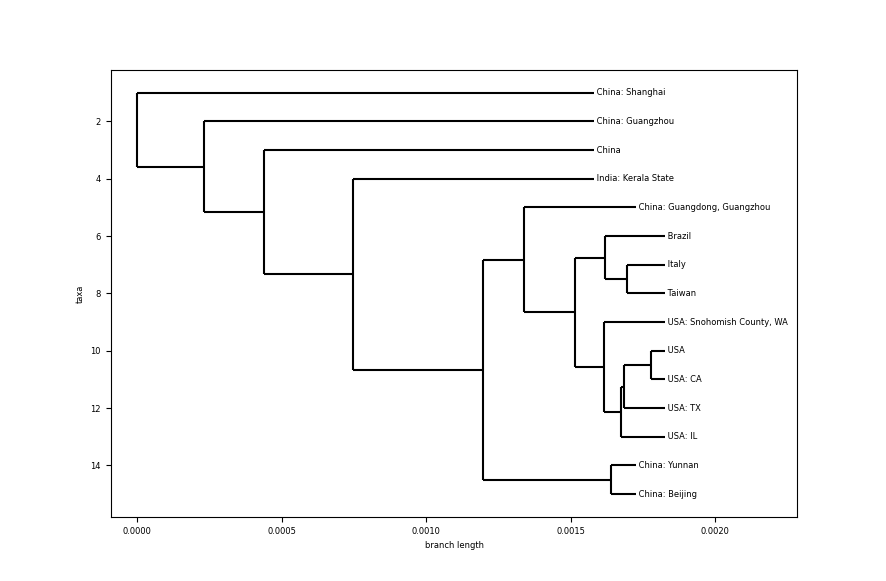 China: Shanghai
2
China: Guangzhou
China
4
India: Kerala State
China: Guangdong, Guangzhou
6
Brazil
Italy
8
Taiwan
taxa
USA: Snohomish County, WA
10
USA
USA: CA
12
USA: TX
USA: IL
14
China: Yunnan
China: Beijing
0.0000 0.0005 0.0010 0.0015 0.0020
branch length